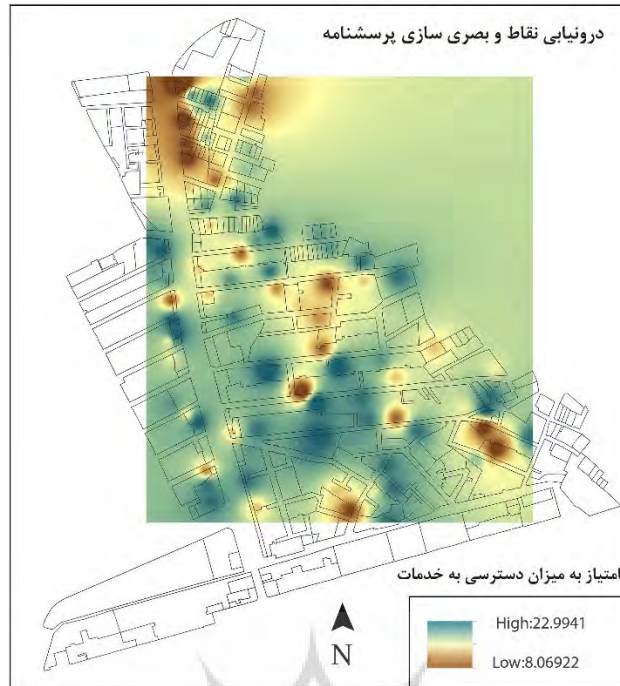 درونیابی نقاط و بصری سازی پرسشنامه
امتیاز به میزان دسترسی به خدمات
High:22.9941
Low:8.06922
N